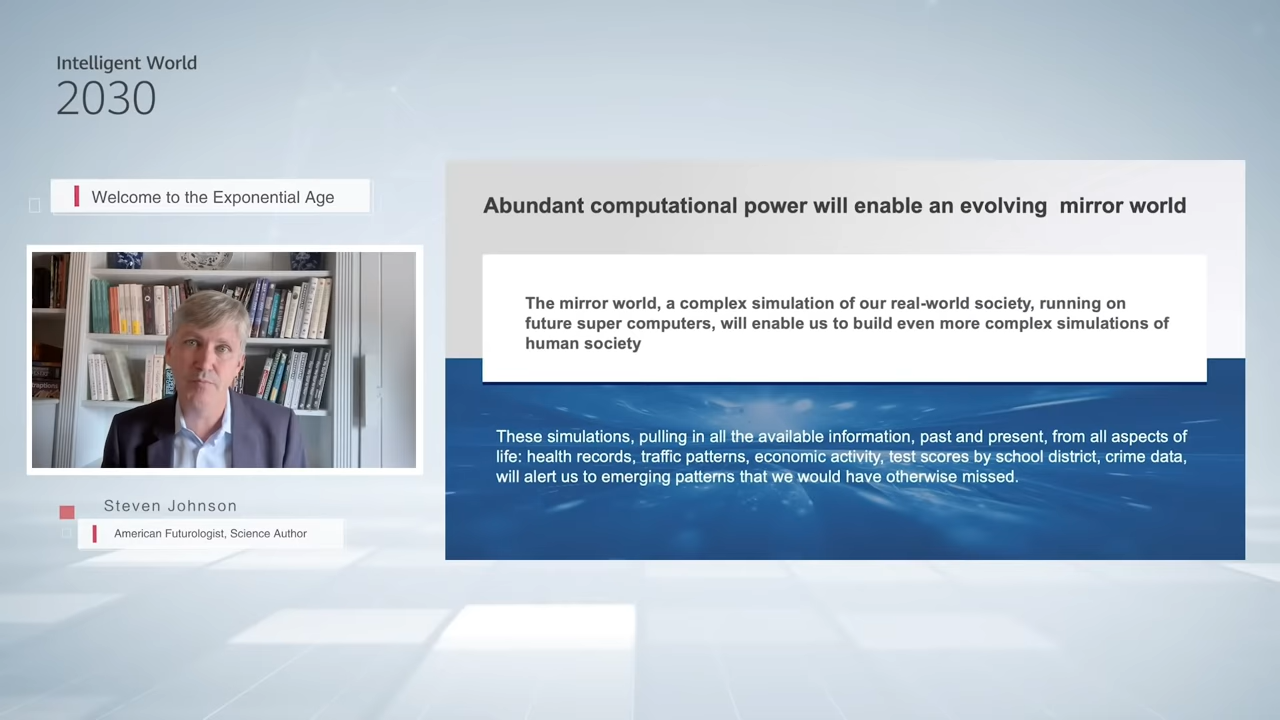 Intelligent World
2030
Welcome to the Exponential Age
Steven Johnson
American Futurologist, Science Author
Abundant computational power will enable an evolving  mirror world
The mirror world, a complex simulation of our real-world society, running on
future super computers, will enable us to build even more complex simulations of
human society
These simulations, pulling in all the available information, past and present, from all aspects of
life: health records, traffic patterns, economic activity, test scores by school district, crime data,
will alert us to emerging patterns that we would have otherwise missed.